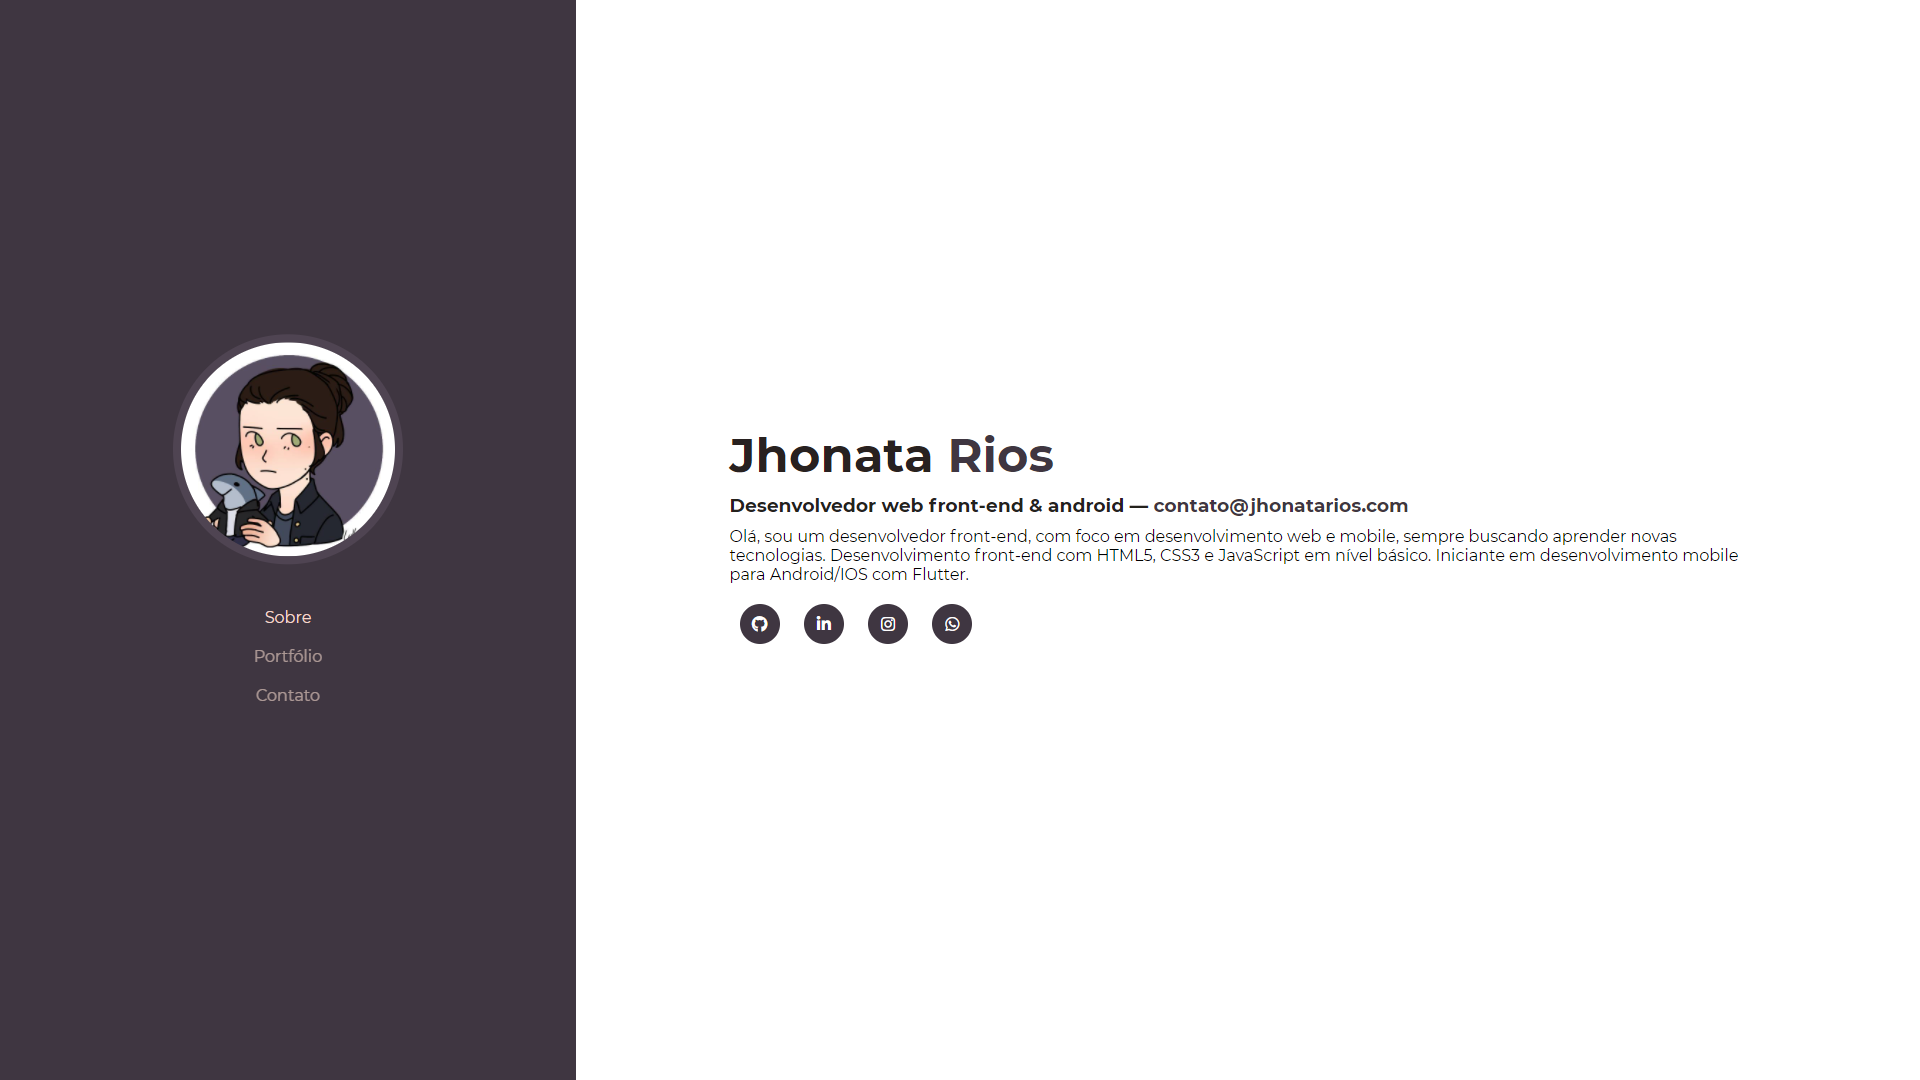 Sobre
Portfólio
Contato
Jhonata Rios
Desenvolvedor web front-end & android — contato@jhonatarios.com
Olá, sou um desenvolvedor front-end, com foco em desenvolvimento web e mobile, sempre buscando aprender novas
tecnologias. Desenvolvimento front-end com HTML5, CSS3 e JavaScript em nível básico. Iniciante em desenvolvimento mobile
para Android/IOS com Flutter.